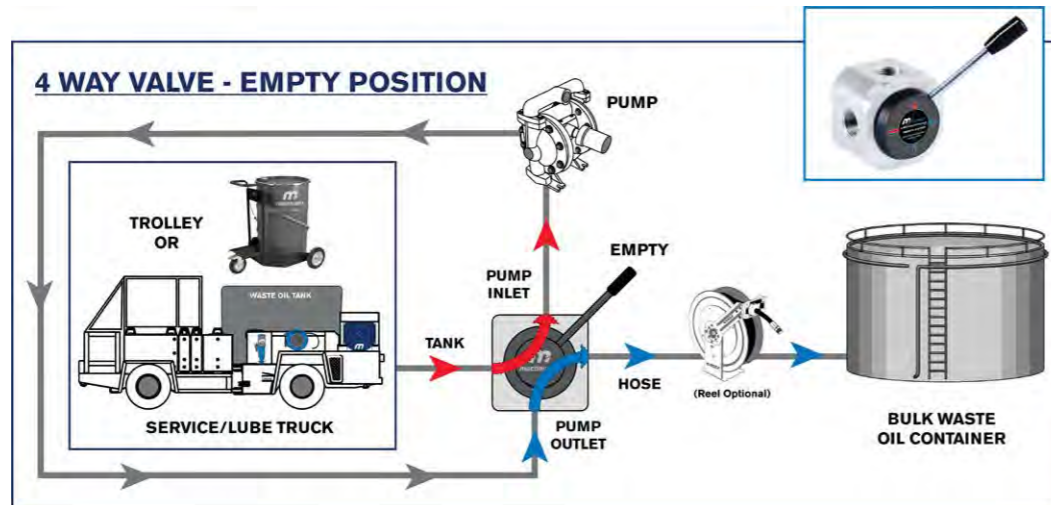 4 WAY VALVE - EMPTY POSITION
PUMP
TROLLEY
OR
WASTE OIL TANK
EMPTY
PUMP
INLET
TANK
HOSE
(Reel Optional)
SERVICE/LUBE TRUCK
PUMP
OUTLET
BULK WASTE
OIL CONTAINER